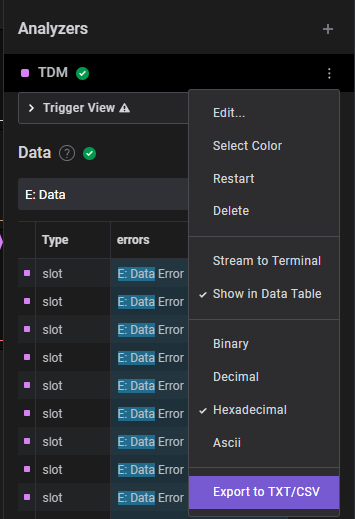 Analyzers
TDM
Trigger View
Data
E: Data
Type errors
slot E: Data Error
slot E: Data Error
slot E: Data Error
slot E: Data Error
slot E: Data Error
slot E: Data Error
slot E: Data Error
slot E: Data Error
slot E: Data Error
Edit...
Select Color
Restart
Delete
Stream to Terminal
Show in Data Table
Binary
Decimal
Hexadecimal
Ascii
Export to TXT/CSV